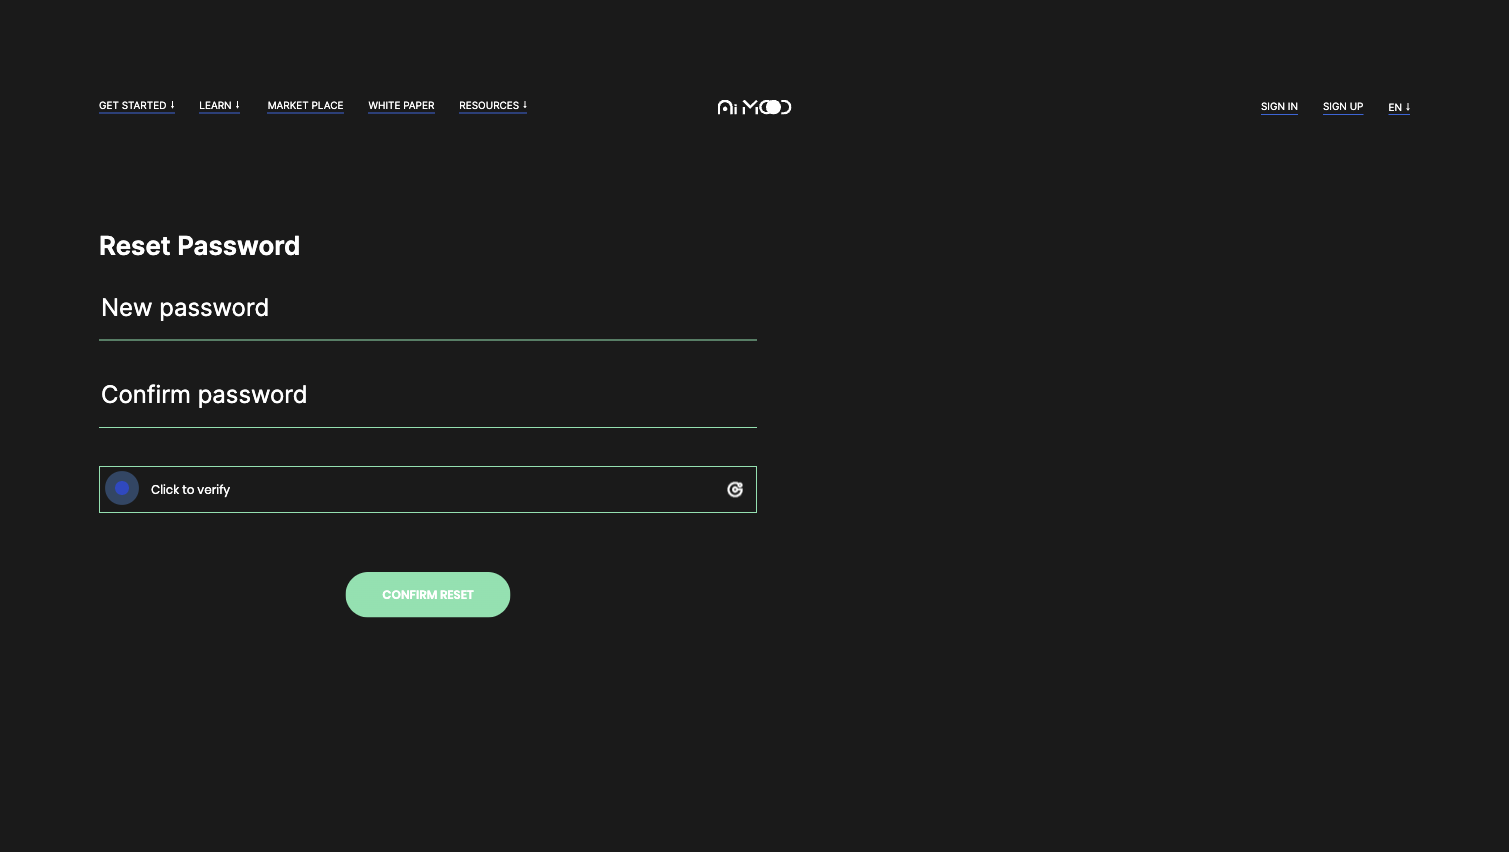 GET STARTED ↓ LEARN ↓ MARKET PLACE WHITE PAPER RESOURCES ↓ Ai MOOD SIGN IN SIGN UP EN ↓
Reset Password
New password
Confirm password
Click to verify
CONFIRM RESET